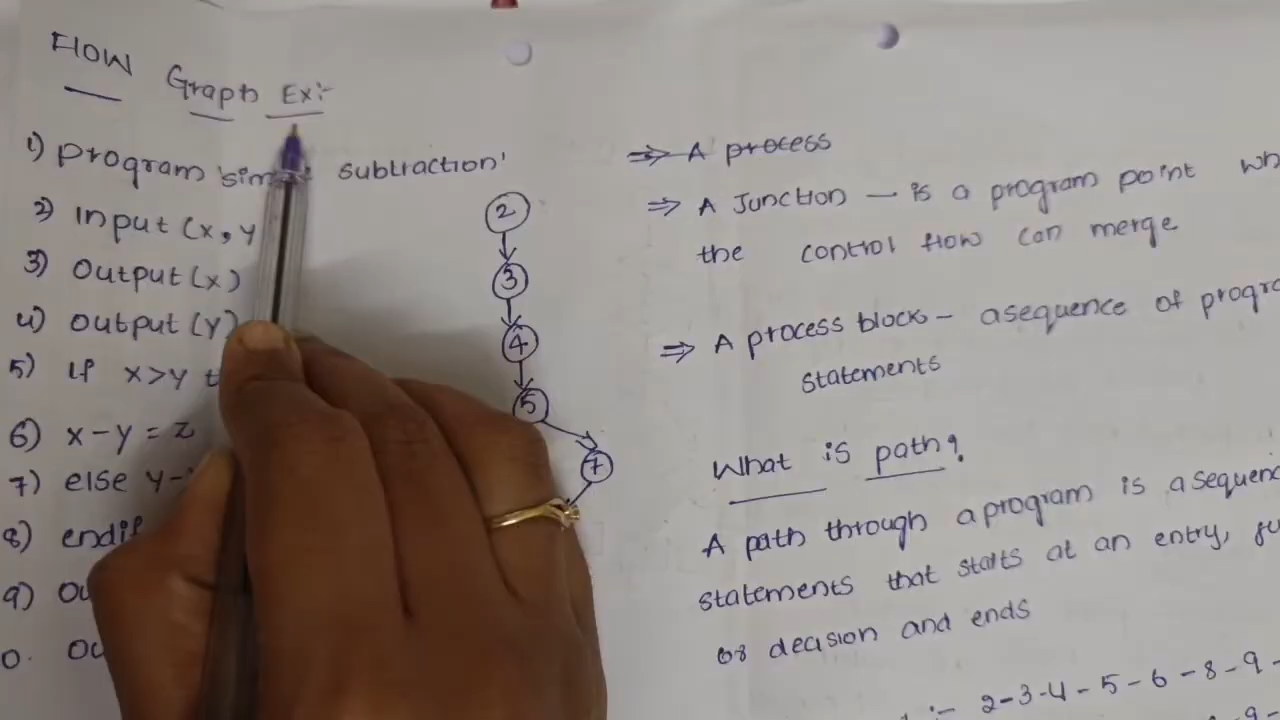 Flow Graph Ex:-
1) Program 'simple subtraction'
2) Input (x, y
3) Output (x)
4) Output (Y)
5) If x>y t
6) x-y = z
7) else y-
8) endif
9)
0.
2
3
4
5
7
⇒ A process
⇒ A Junction — is a program point
the control flow can merge
⇒ A process block - a sequence of progra
statements
What is path?
A path through a program is a sequenc
statements that starts at an entry,
or decision and ends
:- 2-3-4-5-6-8-9-
-9-